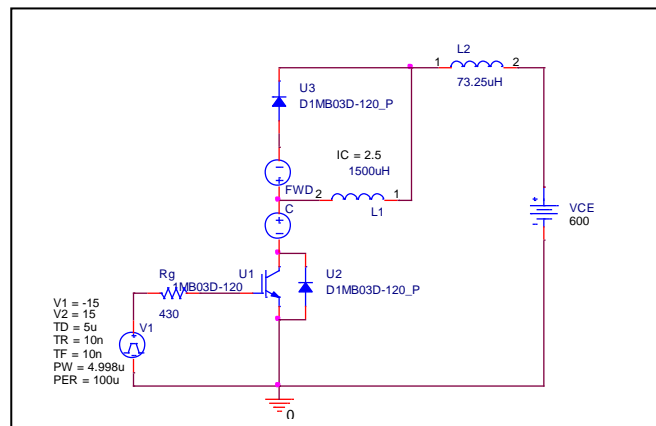 L2
1
2
73.25uH
U3
D1MB03D-120_P
IC = 2.5
1500uH
FWD
2
1
L1
C
VCE
600
U1
U2
D1MB03D-120_P
Rg
1MB03D-120
430
V1 = -15
V2 = 15
TD = 5u
TR = 10n
TF = 10n
PW = 4.998u
PER = 100u
V1
0